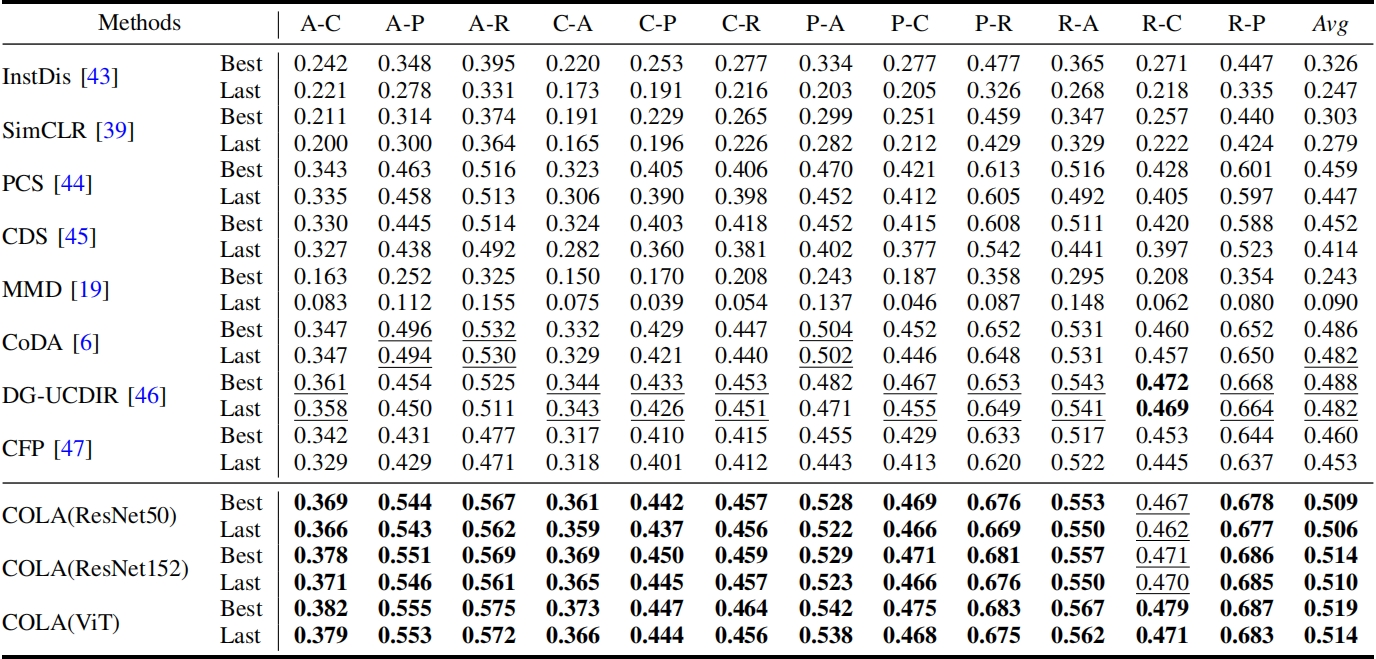 Methods A-C A-P A-R C-A C-P C-R P-A P-C P-R R-A R-C R-P Avg
InstDis [43] Best 0.242 0.348 0.395 0.220 0.253 0.277 0.334 0.277 0.477 0.365 0.271 0.447 0.326
Last 0.221 0.278 0.331 0.173 0.191 0.216 0.203 0.205 0.326 0.268 0.218 0.335 0.247
SimCLR [39] Best 0.211 0.314 0.374 0.191 0.229 0.265 0.299 0.251 0.459 0.347 0.257 0.440 0.303
Last 0.200 0.300 0.364 0.165 0.196 0.226 0.282 0.212 0.429 0.329 0.222 0.424 0.279
PCS [44] Best 0.343 0.463 0.516 0.323 0.405 0.406 0.470 0.421 0.613 0.516 0.428 0.601 0.459
Last 0.335 0.458 0.513 0.306 0.390 0.398 0.452 0.412 0.605 0.492 0.405 0.597 0.447
CDS [45] Best 0.330 0.445 0.514 0.324 0.403 0.418 0.452 0.415 0.608 0.511 0.420 0.588 0.452
Last 0.327 0.438 0.492 0.282 0.360 0.381 0.402 0.377 0.542 0.441 0.397 0.523 0.414
MMD [19] Best 0.163 0.252 0.325 0.150 0.170 0.208 0.243 0.187 0.358 0.295 0.208 0.354 0.243
Last 0.083 0.112 0.155 0.075 0.039 0.054 0.137 0.046 0.087 0.148 0.062 0.080 0.090
CoDA [6] Best 0.347 0.496 0.532 0.332 0.429 0.447 0.504 0.452 0.652 0.531 0.460 0.652 0.486
Last 0.347 0.494 0.530 0.329 0.421 0.440 0.502 0.446 0.648 0.531 0.457 0.650 0.482
DG-UCDIR [46] Best 0.361 0.454 0.525 0.344 0.433 0.453 0.482 0.467 0.653 0.543 0.472 0.668 0.488
Last 0.358 0.450 0.511 0.343 0.426 0.451 0.471 0.455 0.649 0.541 0.469 0.664 0.482
CFP [47] Best 0.342 0.431 0.477 0.317 0.410 0.415 0.455 0.429 0.633 0.517 0.453 0.644 0.460
Last 0.329 0.429 0.471 0.318 0.401 0.412 0.443 0.413 0.620 0.522 0.445 0.637 0.453
COLA(ResNet50) Best 0.369 0.544 0.567 0.361 0.442 0.457 0.528 0.469 0.676 0.553 0.467 0.678 0.509
Last 0.366 0.543 0.562 0.359 0.437 0.456 0.522 0.466 0.669 0.550 0.462 0.677 0.506
COLA(ResNet152) Best 0.378 0.551 0.569 0.369 0.450 0.459 0.529 0.471 0.681 0.557 0.471 0.686 0.514
Last 0.371 0.546 0.561 0.365 0.445 0.457 0.523 0.466 0.676 0.550 0.470 0.685 0.510
COLA(ViT) Best 0.382 0.555 0.575 0.373 0.447 0.464 0.542 0.475 0.683 0.567 0.479 0.687 0.519
Last 0.379 0.553 0.572 0.366 0.444 0.456 0.538 0.468 0.675 0.562 0.471 0.683 0.514